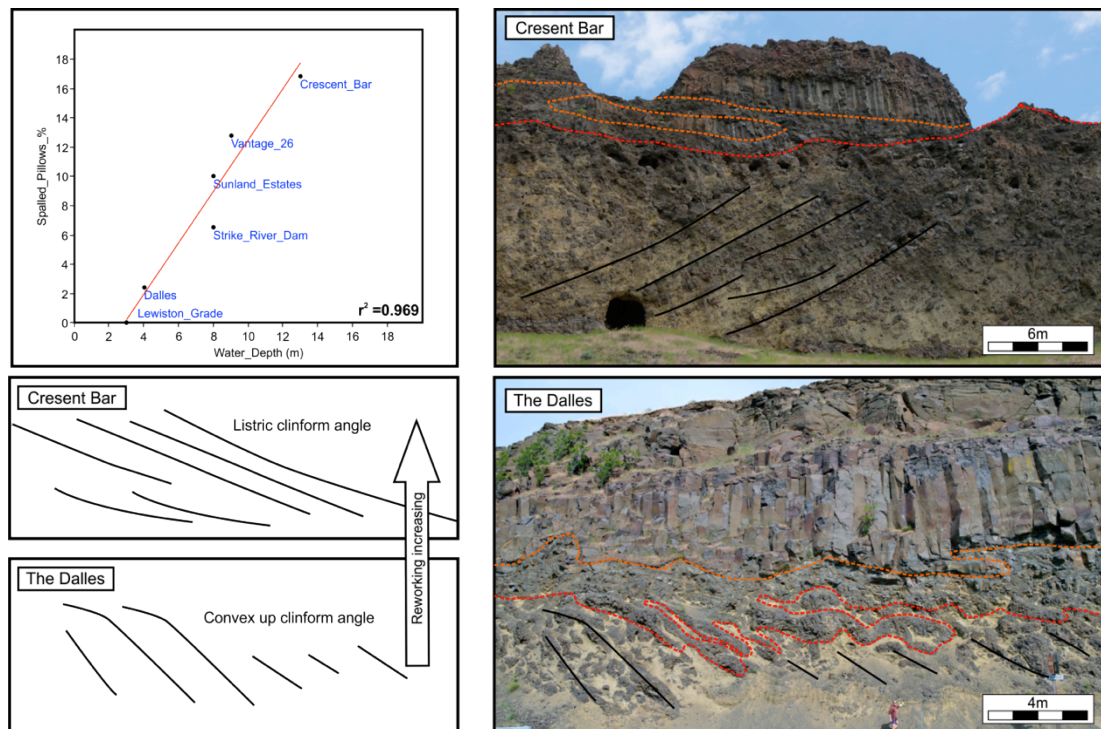 18
16
14
12
10
8
6
4
2
0
Spalled_Pillows_%
Crescent_Bar
Vantage_26
Sunland_Estates
Strike_River_Dam
Dalles
Lewiston_Grade
r² =0.969
0 2 4 6 8 10 12 14 16 18
Water_Depth (m)
Cresent Bar
6m
Cresent Bar
Listric clinform angle
Reworking increasing
The Dalles
Convex up clinform angle
The Dalles
4m